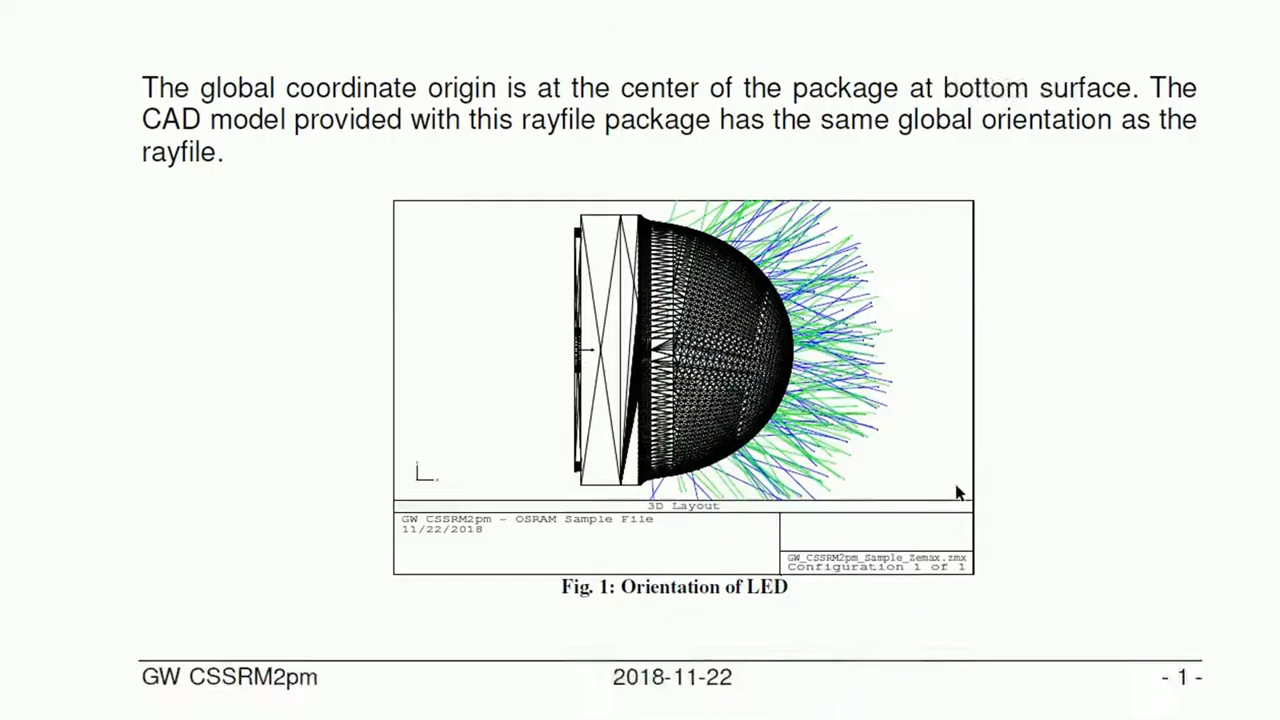 The global coordinate origin is at the center of the package at bottom surface. The
CAD model provided with this rayfile package has the same global orientation as the
rayfile.
3D Layout
GW CSSRM2pm - OSRAM Sample File
11/22/2018
GW_CSSRM2pm_Sample_Zemax.zmx
Configuration 1 of 1
Fig. 1: Orientation of LED
GW CSSRM2pm 2018-11-22 - 1 -